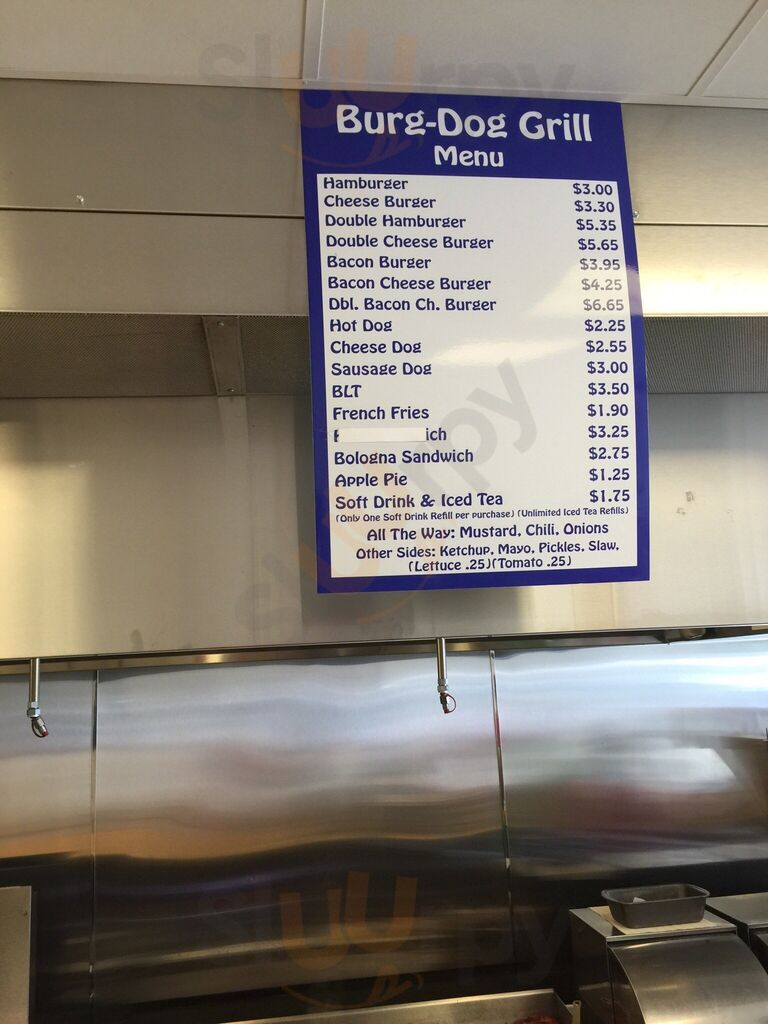 Burg-Dog Grill
Menu
Hamburger $3.00
Cheese Burger $3.30
Double Hamburger $5.35
Double Cheese Burger $5.65
Bacon Burger $3.95
Bacon Cheese Burger $4.25
Dbl. Bacon Ch. Burger $6.65
Hot Dog $2.25
Cheese Dog $2.55
Sausage Dog $3.00
BLT $3.50
French Fries $1.90
$3.25
Bologna Sandwich $2.75
Apple Pie $1.25
Soft Drink & Iced Tea $1.75
(Only One Soft Drink Refill per purchase) (Unlimited Iced Tea Refills)
All The Way: Mustard, Chili, Onions
Other Sides: Ketchup, Mayo, Pickles, Slaw,
(Lettuce .25)(Tomato .25)
slurpy
slurpy
slurpy